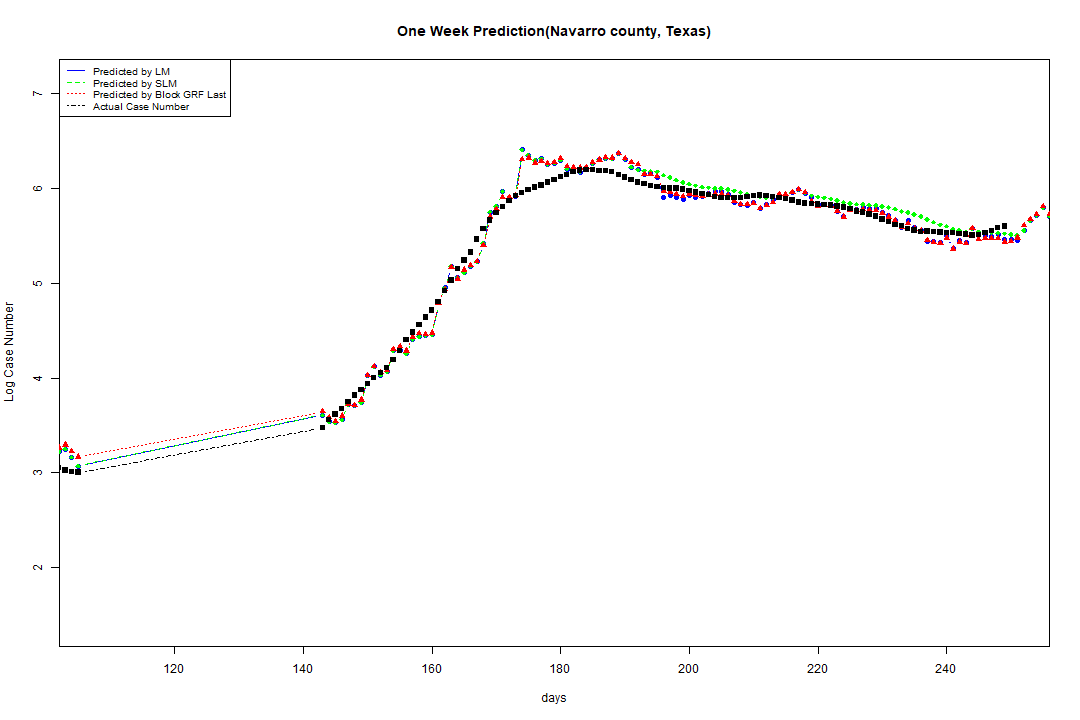 One Week Prediction(Navarro county, Texas)
Predicted by LM
Predicted by SLM
Predicted by Block GRF Last
Actual Case Number
7
6
5
4
3
2
Log Case Number
120 140 160 180 200 220 240
days